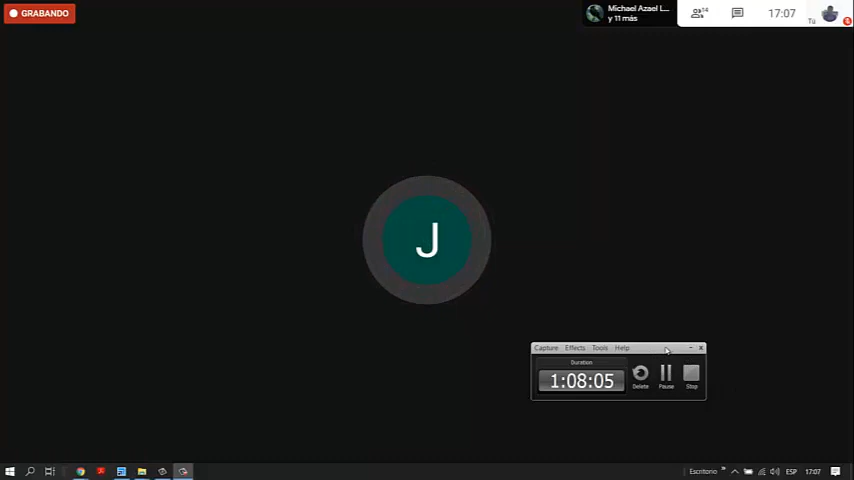 GRABANDO
Michael Azael L...
y 11 más
14
17:07
Tú
J
Capture Effects Tools Help
Duration
1:08:05
Delete
Pause
Stop
Escritorio
ESP
17:07